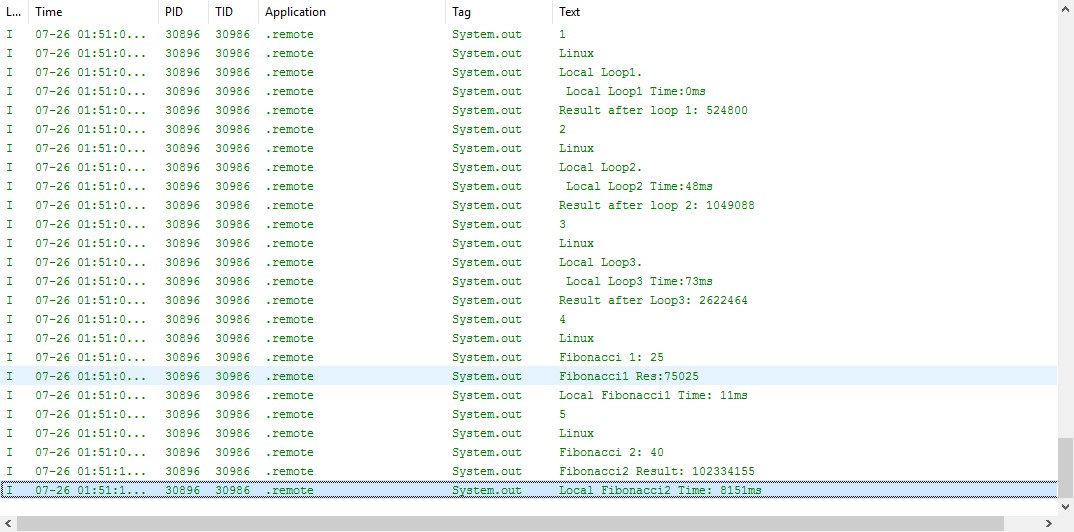 L... Time PID TID Application Tag Text
I 07-26 01:51:0... 30896 30986 .remote System.out 1
I 07-26 01:51:0... 30896 30986 .remote System.out Linux
I 07-26 01:51:0... 30896 30986 .remote System.out Local Loop1.
I 07-26 01:51:0... 30896 30986 .remote System.out Local Loop1 Time:0ms
I 07-26 01:51:0... 30896 30986 .remote System.out Result after loop 1: 524800
I 07-26 01:51:0... 30896 30986 .remote System.out 2
I 07-26 01:51:0... 30896 30986 .remote System.out Linux
I 07-26 01:51:0... 30896 30986 .remote System.out Local Loop2.
I 07-26 01:51:0... 30896 30986 .remote System.out Local Loop2 Time:48ms
I 07-26 01:51:0... 30896 30986 .remote System.out Result after loop 2: 1049088
I 07-26 01:51:0... 30896 30986 .remote System.out 3
I 07-26 01:51:0... 30896 30986 .remote System.out Linux
I 07-26 01:51:0... 30896 30986 .remote System.out Local Loop3.
I 07-26 01:51:0... 30896 30986 .remote System.out Local Loop3 Time:73ms
I 07-26 01:51:0... 30896 30986 .remote System.out Result after Loop3: 2622464
I 07-26 01:51:0... 30896 30986 .remote System.out 4
I 07-26 01:51:0... 30896 30986 .remote System.out Linux
I 07-26 01:51:0... 30896 30986 .remote System.out Fibonacci 1: 25
I 07-26 01:51:0... 30896 30986 .remote System.out Fibonacci1 Res:75025
I 07-26 01:51:0... 30896 30986 .remote System.out Local Fibonacci1 Time: 11ms
I 07-26 01:51:0... 30896 30986 .remote System.out 5
I 07-26 01:51:0... 30896 30986 .remote System.out Linux
I 07-26 01:51:0... 30896 30986 .remote System.out Fibonacci 2: 40
I 07-26 01:51:1... 30896 30986 .remote System.out Fibonacci2 Result: 102334155
I 07-26 01:51:1... 30896 30986 .remote System.out Local Fibonacci2 Time: 8151ms